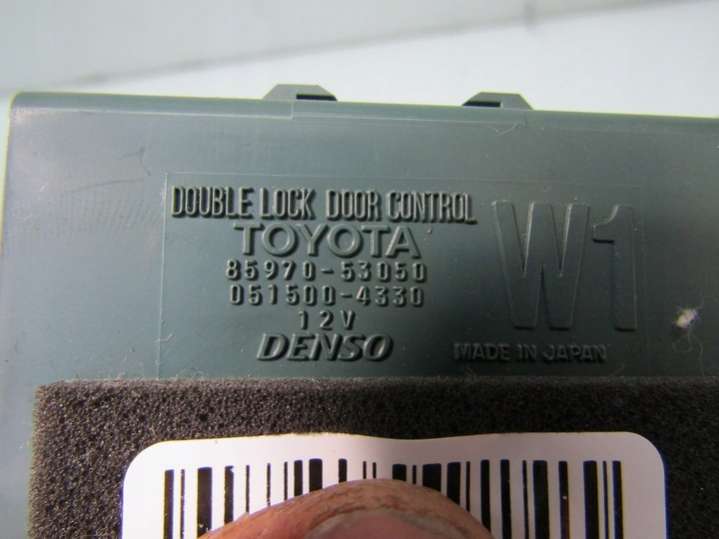 DOUBLE LOCK DOOR CONTROL
TOYOTA
85970-53050
051500-4330
12V
DENSO
W1
MADE IN JAPAN